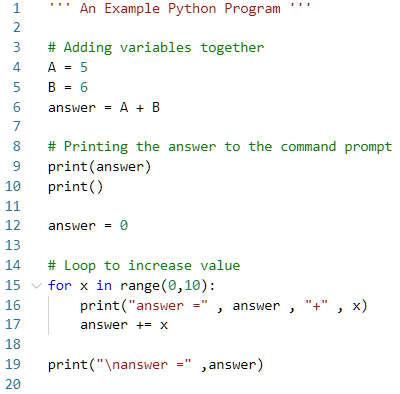 1 ''' An Example Python Program '''
2
3 # Adding variables together
4 A = 5
5 B = 6
6 answer = A + B
7
8 # Printing the answer to the command prompt
9 print(answer)
10 print()
11
12 answer = 0
13
14 # Loop to increase value
15 for x in range(0,10):
16     print("answer =" , answer , "+" , x)
17     answer += x
18
19 print("\nanswer =" ,answer)
20